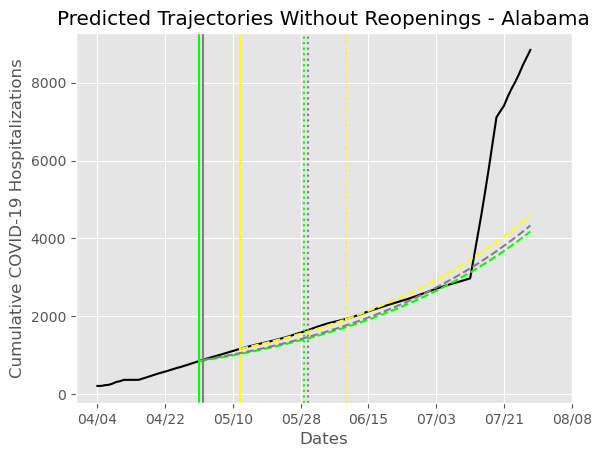 Predicted Trajectories Without Reopenings - Alabama
Cumulative COVID-19 Hospitalizations
8000
6000
4000
2000
0
04/04 04/22 05/10 05/28 06/15 07/03 07/21 08/08
Dates